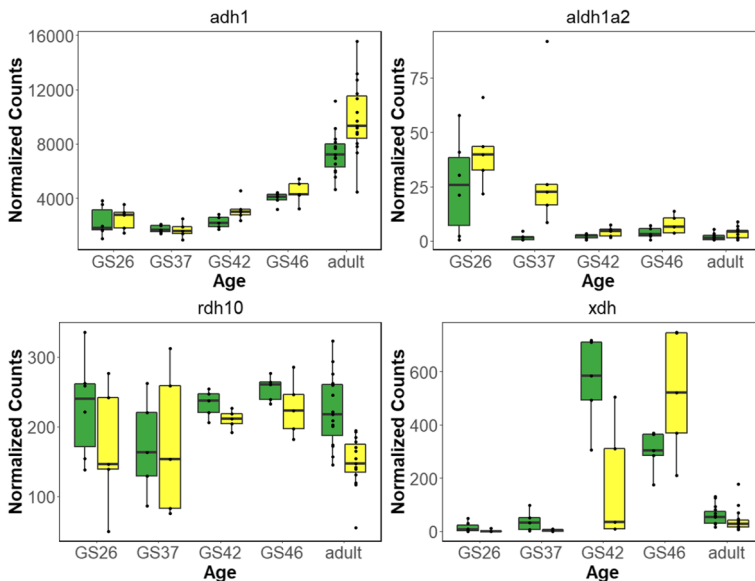 adh1
Normalized Counts
16000
12000
8000
4000
GS26 GS37 GS42 GS46 adult
Age
aldh1a2
Normalized Counts
75
50
25
0
GS26 GS37 GS42 GS46 adult
Age
rdh10
Normalized Counts
300
200
100
GS26 GS37 GS42 GS46 adult
Age
xdh
Normalized Counts
600
400
200
0
GS26 GS37 GS42 GS46 adult
Age